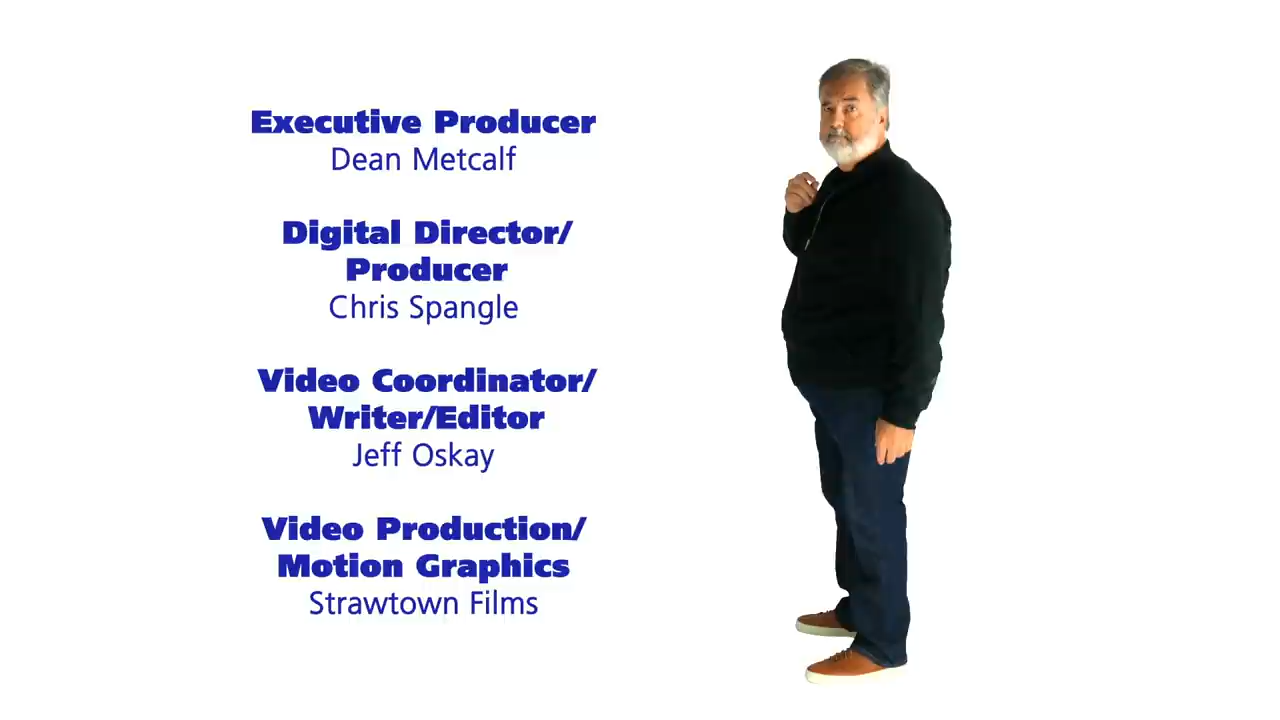 Executive Producer
Dean Metcalf
Digital Director/
Producer
Chris Spangle
Video Coordinator/
Writer/Editor
Jeff Oskay
Video Production/
Motion Graphics
Strawtown Films